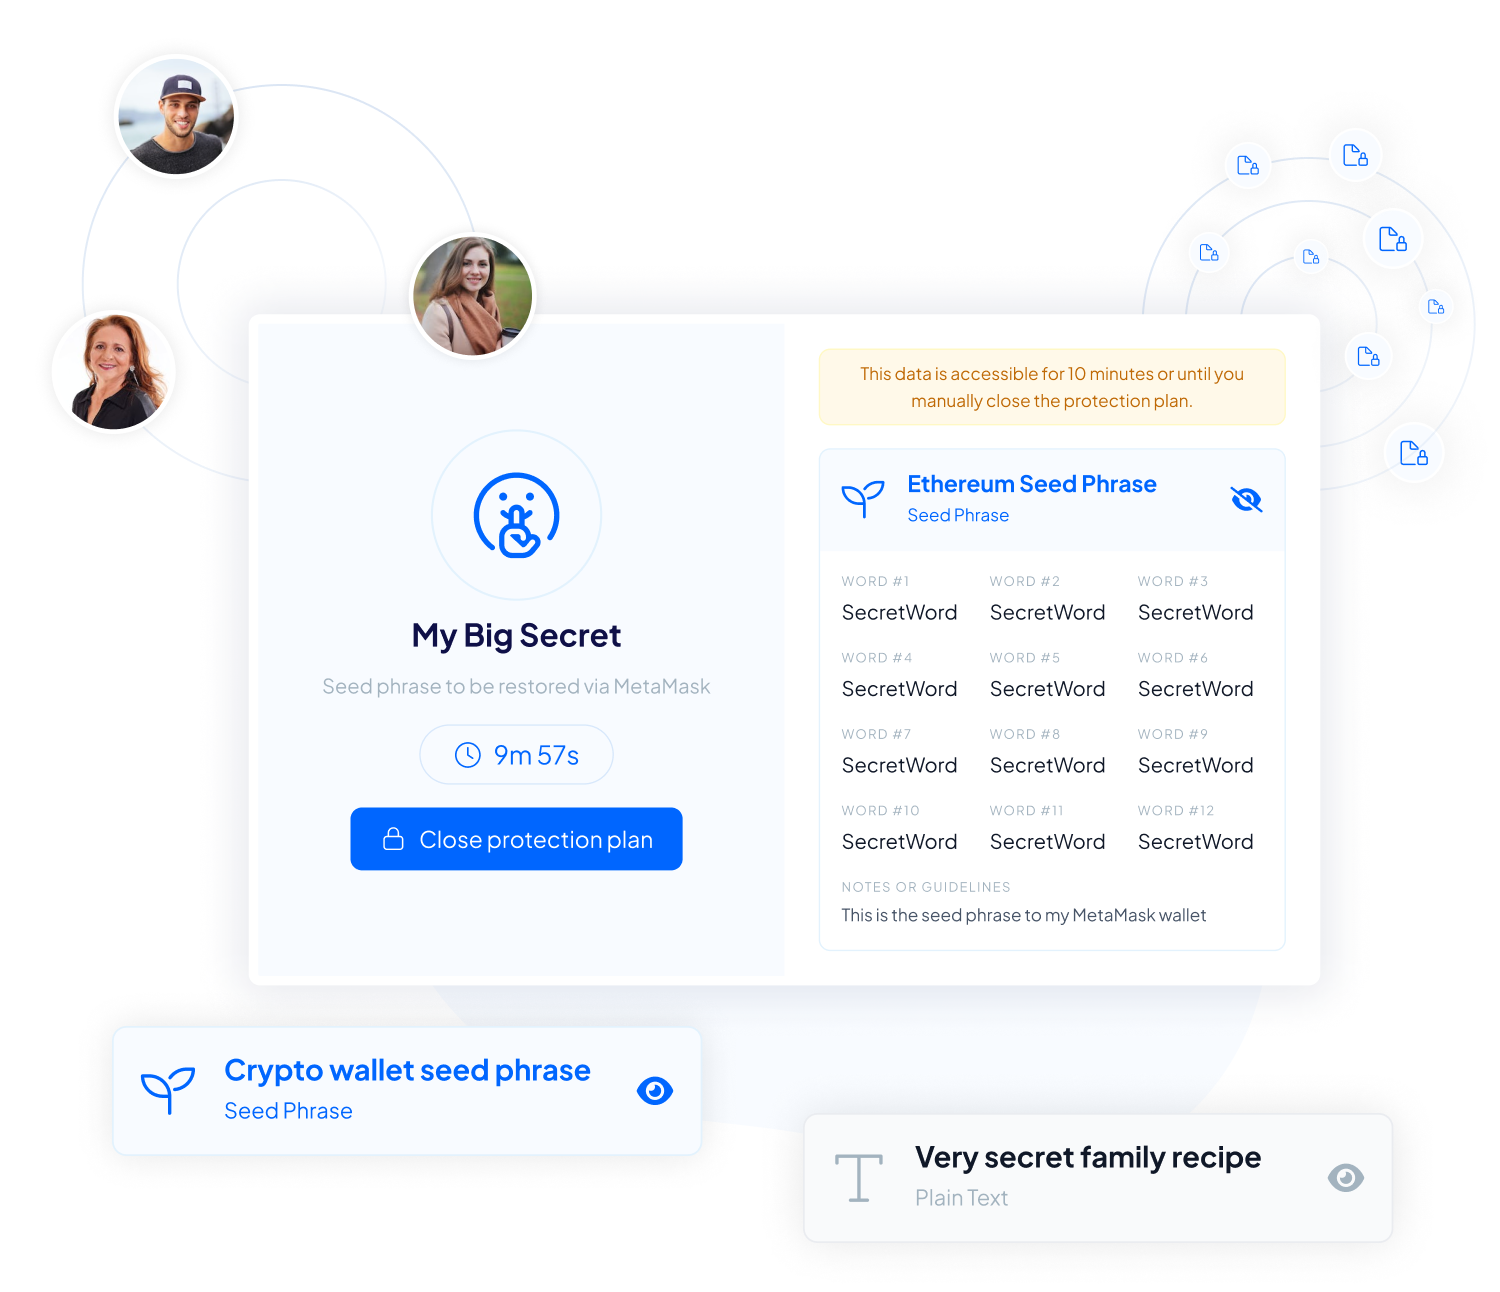 This data is accessible for 10 minutes or until you
manually close the protection plan.
My Big Secret
Seed phrase to be restored via MetaMask
9m 57s
Close protection plan
Ethereum Seed Phrase
Seed Phrase
WORD #1 WORD #2 WORD #3
SecretWord SecretWord SecretWord
WORD #4 WORD #5 WORD #6
SecretWord SecretWord SecretWord
WORD #7 WORD #8 WORD #9
SecretWord SecretWord SecretWord
WORD #10 WORD #11 WORD #12
SecretWord SecretWord SecretWord
NOTES OR GUIDELINES
This is the seed phrase to my MetaMask wallet
Crypto wallet seed phrase
Seed Phrase
Very secret family recipe
Plain Text